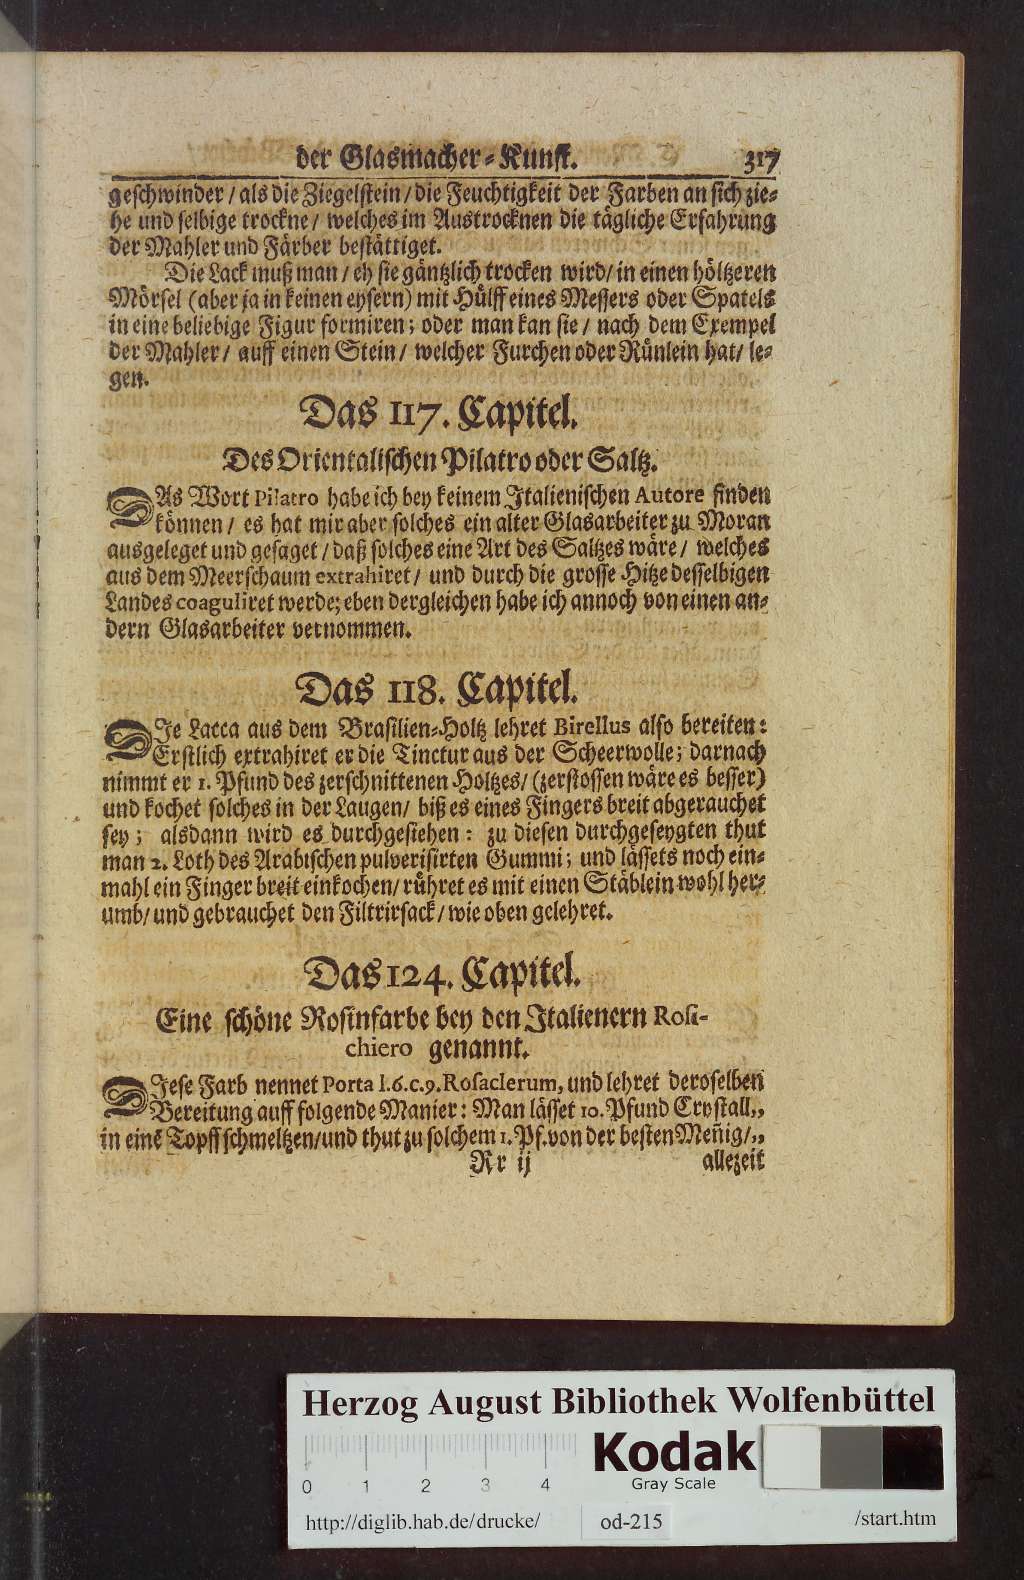 der Glasmacher-Kunst. 317
geschwinder / als die Ziegelstein / die Feuchtigkeit der Farben an sich zie-
he und selbige trockne / welches im Austrocknen die tägliche Erfahrung
der Mahler und Färber bestättiget.
Die Lack muß man / eh sie gäntzlich trocken wird / in einen höltzeren
Mörsel (aber ja in keinen eysern) mit Hülff eines Messers oder Spatels
in eine beliebige Figur formiren; oder man kan sie / nach dem Exempel
der Mahler / auff einen Stein / welcher Furchen oder Rünlein hat / le-
gen.
Das 117. Capitel.
Des Orientalischen Pilatro oder Saltz.
DAs Wort Pilatro habe ich bey keinem Italienischen Autore finden
können / es hat mir aber solches ein alter Glasarbeiter zu Moran
ausgeleget und gesaget / daß solches eine Art des Saltzes wäre / welches
aus dem Meerschaum extrahiret / und durch die grosse Hitze desselbigen
Landes coaguliret werde; eben dergleichen habe ich annoch von einen an-
dern Glasarbeiter vernommen.
Das 118. Capitel.
DIe Lacca aus dem Brasilien-Holtz lehret Birellus also bereiten:
Erstlich extrahiret er die Tinctur aus der Scheerwolle; darnach
nimmt er 1. Pfund des zerschnittenen Holtzes / (zerstossen wäre es besser)
und kochet solches in der Laugen / biß es eines Fingers breit abgerauchet
sey; alsdann wird es durchgesiehen: zu diesen durchgeseygten thut
man 2. Loth des Arabischen pulverisirten Gummi; und lässets noch ein-
mahl ein Finger breit einkochen / rühret es mit einen Stäblein wohl her-
umb / und gebrauchet den Filtrirsack / wie oben gelehret.
Das 124. Capitel.
Eine schöne Rosinfarbe bey den Italienern Rosi-
chiero genannt.
DIese Farb nennet Porta l. 6. c. 9. Rosaclerum, und lehret deroselben
Bereitung auff folgende Manier: Man lässet 10. Pfund Crystall„
in eine Topff schmeltzen / und thut zu solchem 1. Pf. von der besten Meñig /„
Rr ij allezeit
Herzog August Bibliothek Wolfenbüttel
0 1 2 3 4
Kodak
Gray Scale
http://diglib.hab.de/drucke/ od-215 /start.htm